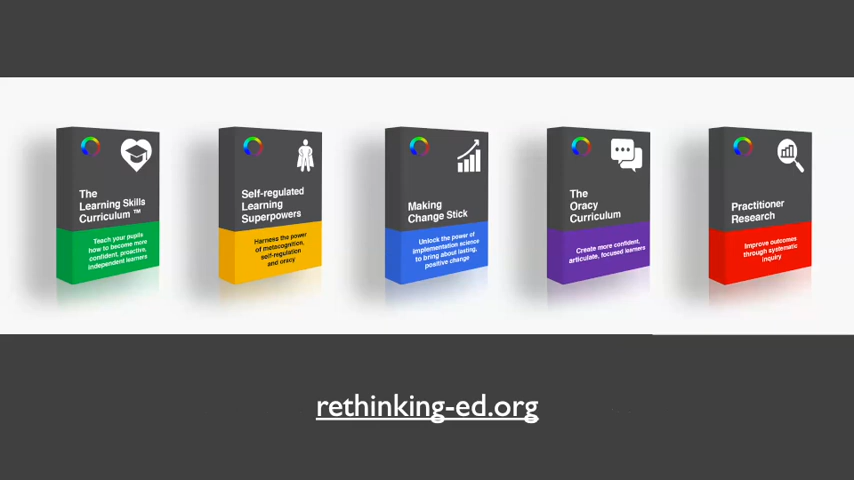 The
Learning Skills
Curriculum ™
Teach your pupils
how to become more
confident, proactive,
independent learners
Self-regulated
Learning
Superpowers
Harness the power
of metacognition,
self-regulation
and oracy
Making
Change Stick
Unlock the power of
implementation science
to bring about lasting,
positive change
The
Oracy
Curriculum
Create more confident,
articulate, focused learners
Practitioner
Research
Improve outcomes
through systematic
inquiry
rethinking-ed.org